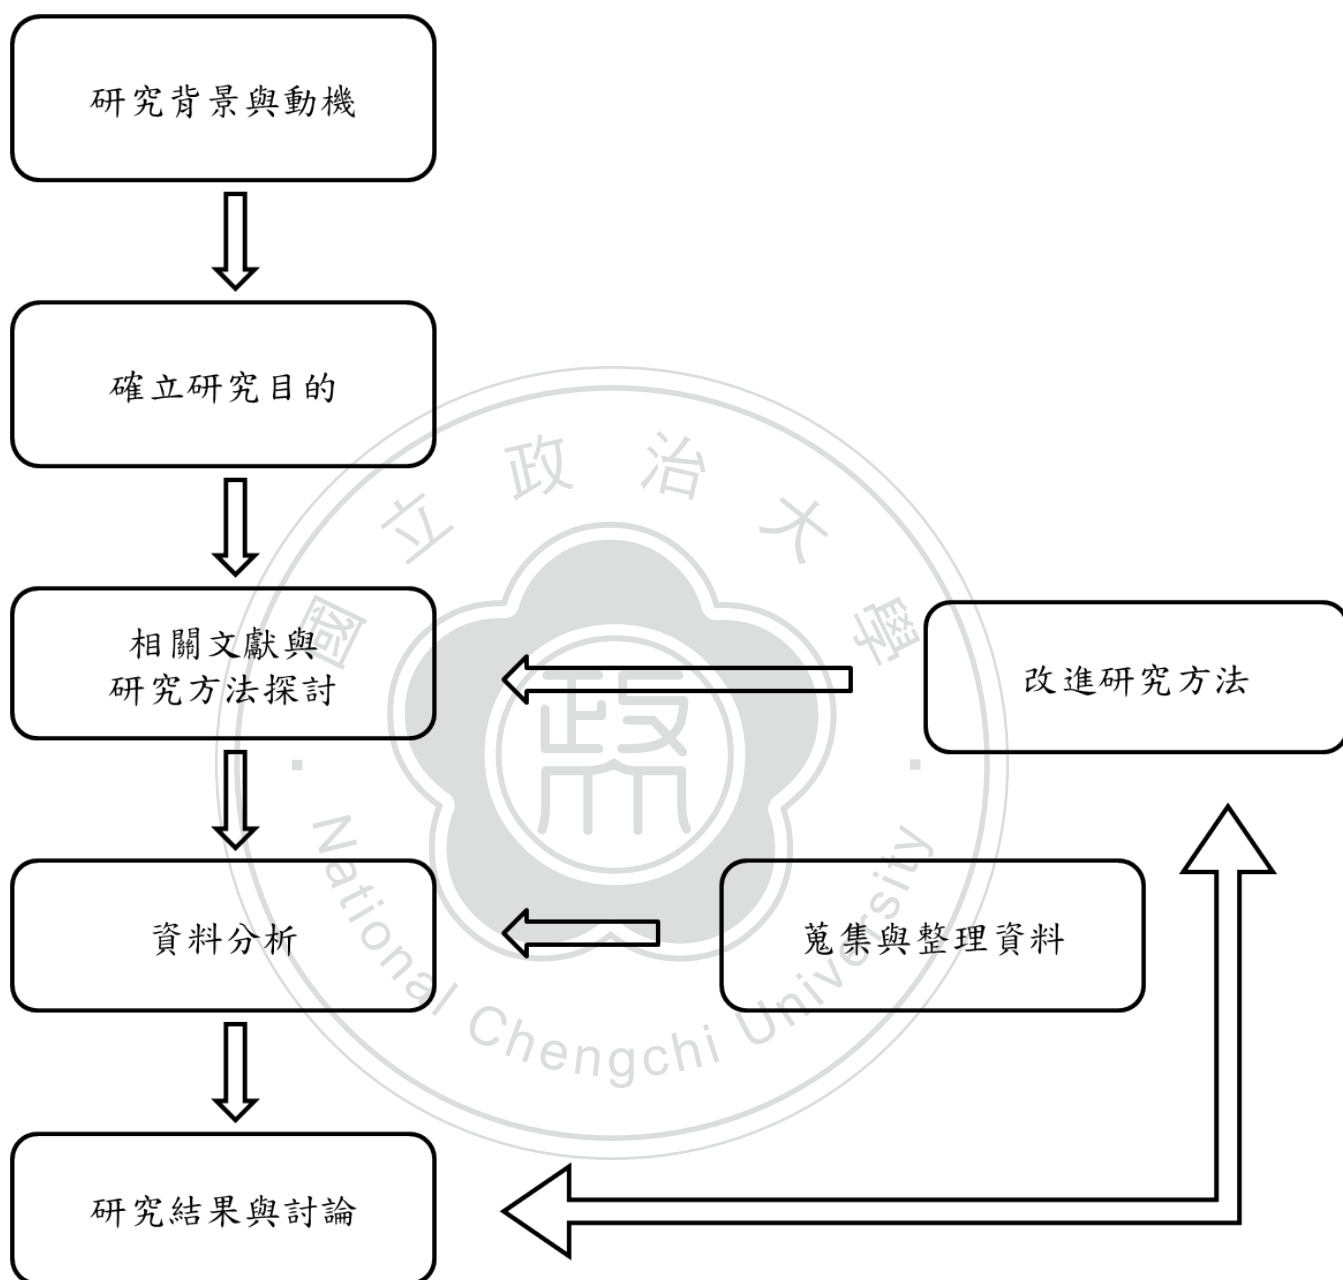 研究背景與動機
確立研究目的
國立政治大學
相關文獻與
研究方法探討
改進研究方法
政大
資料分析
蒐集與整理資料
National Chengchi University
研究結果與討論